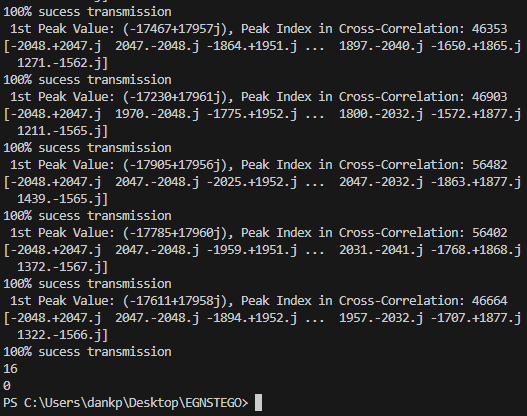 100% sucess transmission
 1st Peak Value: (-17467+17957j), Peak Index in Cross-Correlation: 46353
[-2048.+2047.j  2047.-2048.j -1864.+1951.j ...  1897.-2040.j -1650.+1865.j
  1271.-1562.j]
100% sucess transmission
 1st Peak Value: (-17230+17961j), Peak Index in Cross-Correlation: 46903
[-2048.+2047.j  1970.-2048.j -1775.+1952.j ...  1800.-2032.j -1572.+1877.j
  1211.-1565.j]
100% sucess transmission
 1st Peak Value: (-17905+17956j), Peak Index in Cross-Correlation: 56482
[-2048.+2047.j  2047.-2048.j -2025.+1952.j ...  2047.-2032.j -1863.+1877.j
  1439.-1565.j]
100% sucess transmission
 1st Peak Value: (-17785+17960j), Peak Index in Cross-Correlation: 56402
[-2048.+2047.j  2047.-2048.j -1959.+1951.j ...  2031.-2041.j -1768.+1868.j
  1372.-1567.j]
100% sucess transmission
 1st Peak Value: (-17611+17958j), Peak Index in Cross-Correlation: 46664
[-2048.+2047.j  2047.-2048.j -1894.+1952.j ...  1957.-2032.j -1707.+1877.j
  1322.-1566.j]
100% sucess transmission
16
0
PS C:\Users\dankp\Desktop\EGNSTEGO>